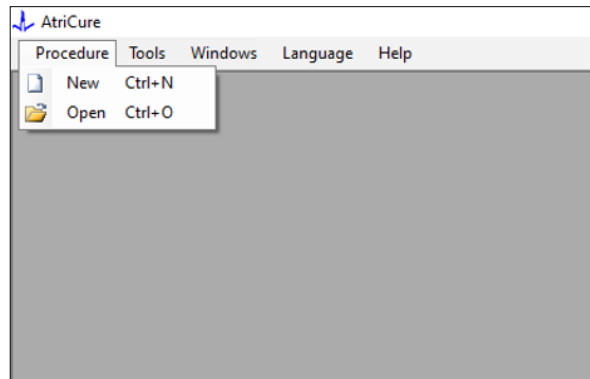 AtriCure
Procedure Tools Windows Language Help
New Ctrl+N
Open Ctrl+O